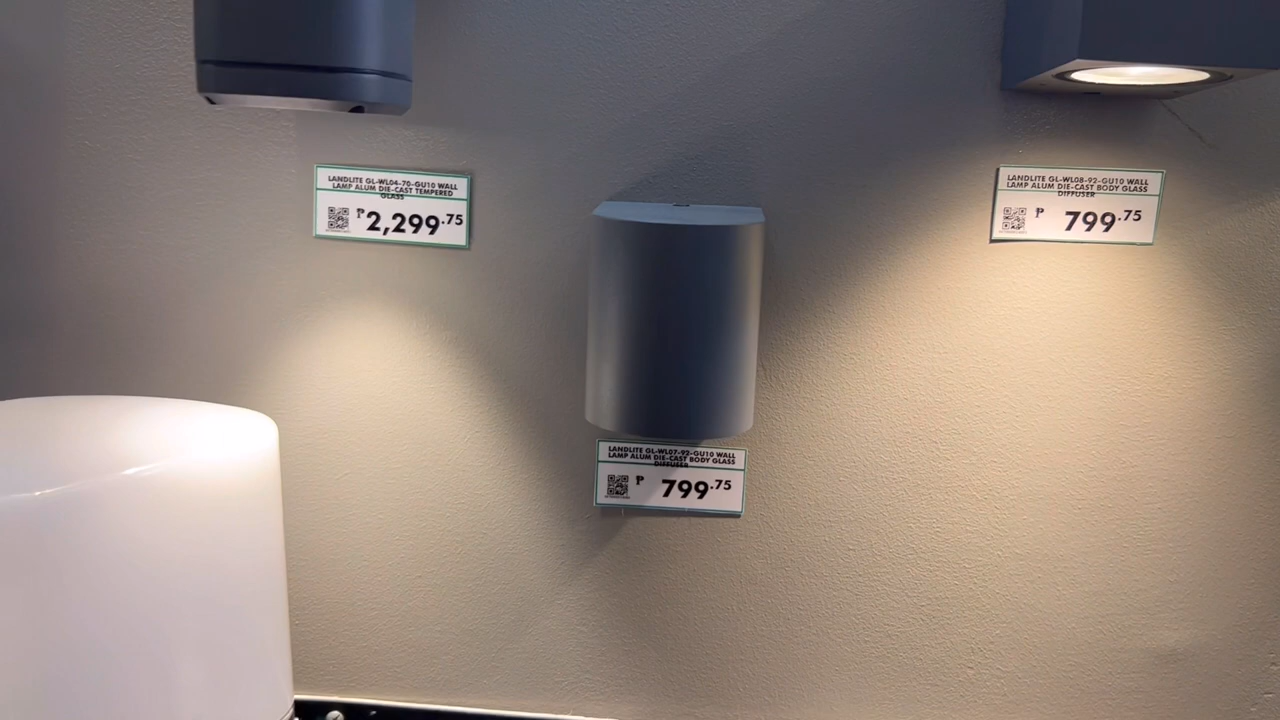 LANDLITE GL-WL04-70-GU10 WALL
LAMP ALUM DIE-CAST TEMPERED
GLASS
₱2,299.75
LANDLITE GL-WL08-92-GU10 WALL
LAMP ALUM DIE-CAST BODY GLASS
DIFFUSER
₱ 799.75
LANDLITE GL-WL07-92-GU10 WALL
LAMP ALUM DIE-CAST BODY GLASS
DIFFUSER
₱ 799.75